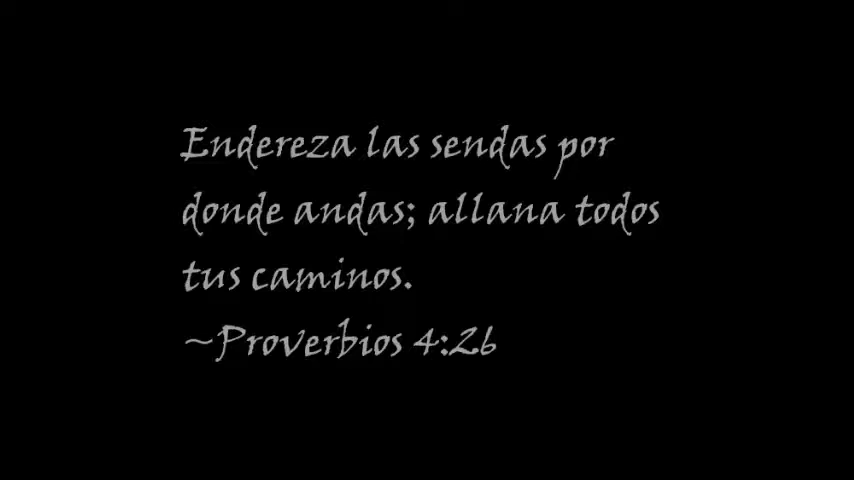 Endereza las sendas por
donde andas; allana todos
tus caminos.
~Proverbios 4:26